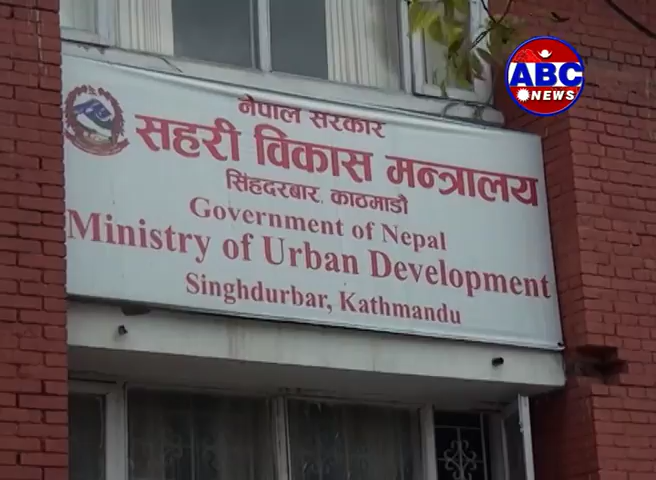 नेपाल सरकार
सहरी विकास मन्त्रालय
सिंहदरबार, काठमाडौं
Government of Nepal
Ministry of Urban Development
Singhdurbar, Kathmandu
ABC
NEWS